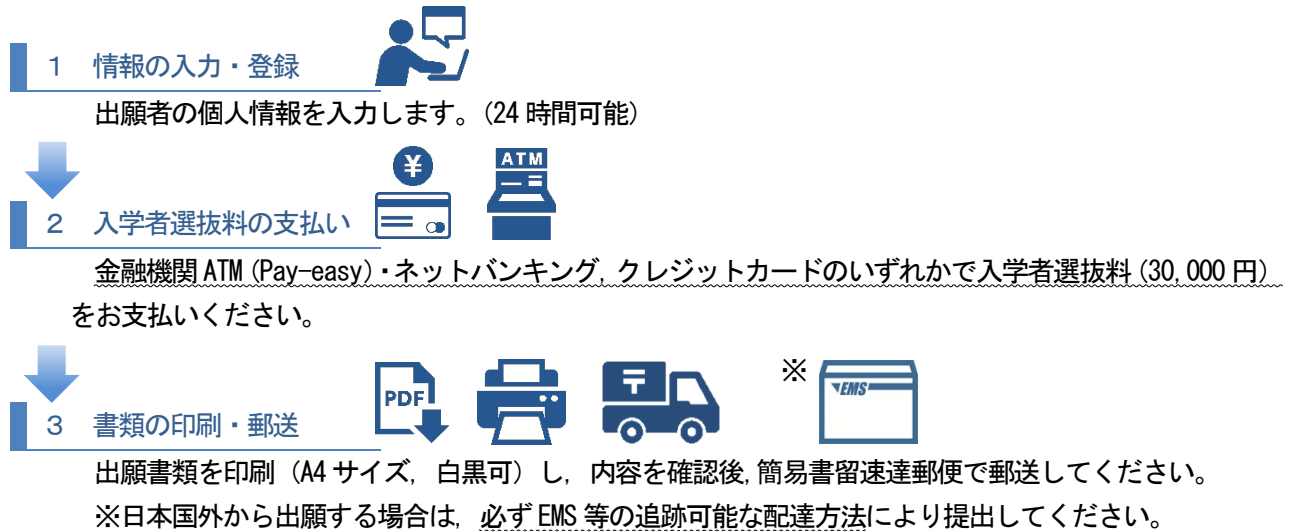 1 情報の入力・登録
出願者の個人情報を入力します。(24 時間可能)
¥
ATM
2 入学者選抜料の支払い
金融機関 ATM (Pay-easy)・ネットバンキング, クレジットカードのいずれかで入学者選抜料 (30,000 円)
をお支払いください。
PDF
〒
※
EMS
3 書類の印刷・郵送
出願書類を印刷 (A4 サイズ, 白黒可) し, 内容を確認後, 簡易書留速達郵便で郵送してください。
※日本国外から出願する場合は, 必ず EMS 等の追跡可能な配達方法により提出してください。